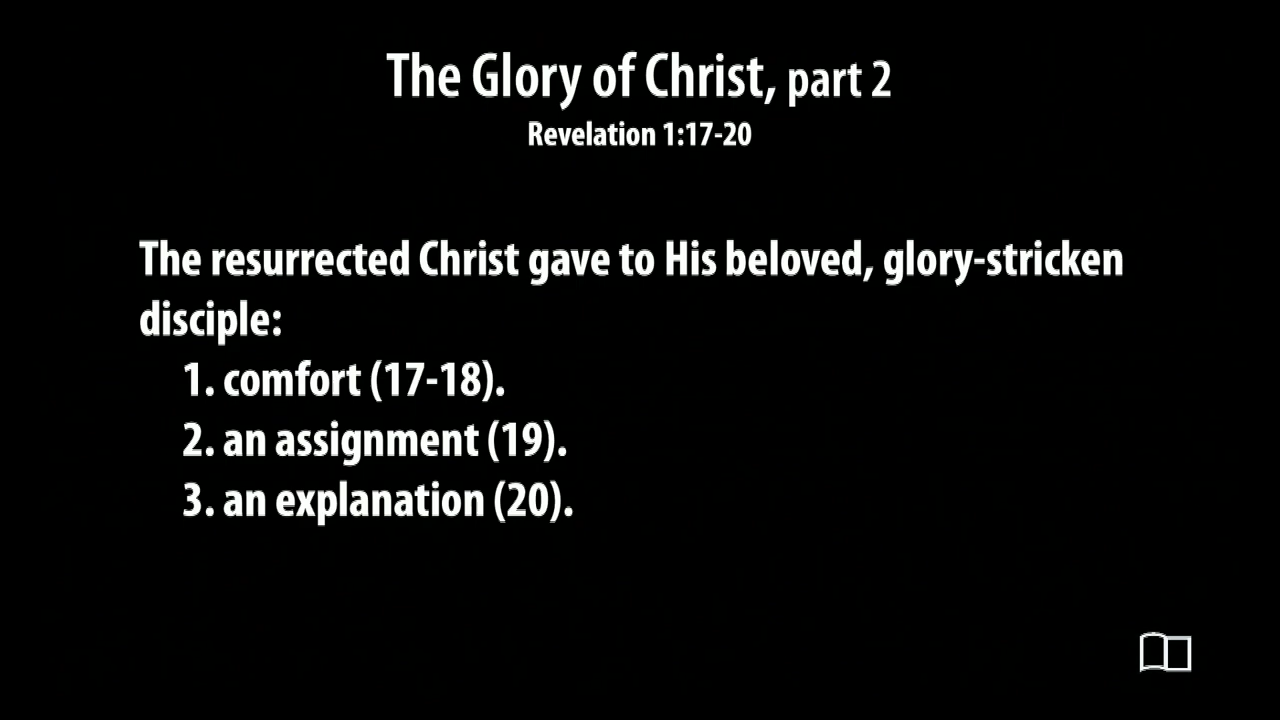 The Glory of Christ, part 2
Revelation 1:17-20
The resurrected Christ gave to His beloved, glory-stricken
disciple:
1. comfort (17-18).
2. an assignment (19).
3. an explanation (20).